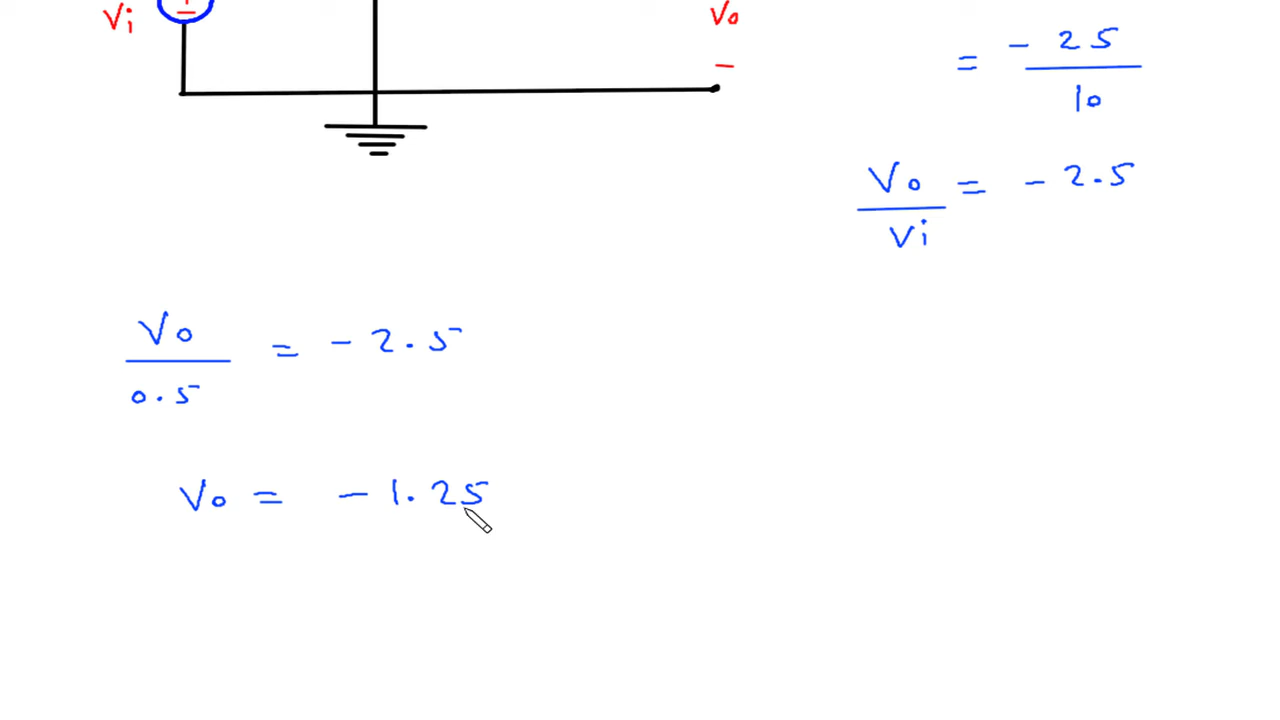 Vi
+
−
Vo
−
= - 25
10
Vo = - 2.5
Vi
Vo = - 2.5
0.5
Vo = - 1.25